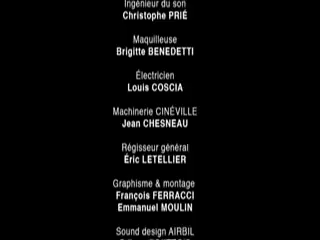 Ingénieur du son
Christophe PRIÉ
Maquilleuse
Brigitte BENEDETTI
Électricien
Louis COSCIA
Machinerie CINÉVILLE
Jean CHESNEAU
Régisseur général
Éric LETELLIER
Graphisme & montage
François FERRACCI
Emmanuel MOULIN
Sound design AIRBIL